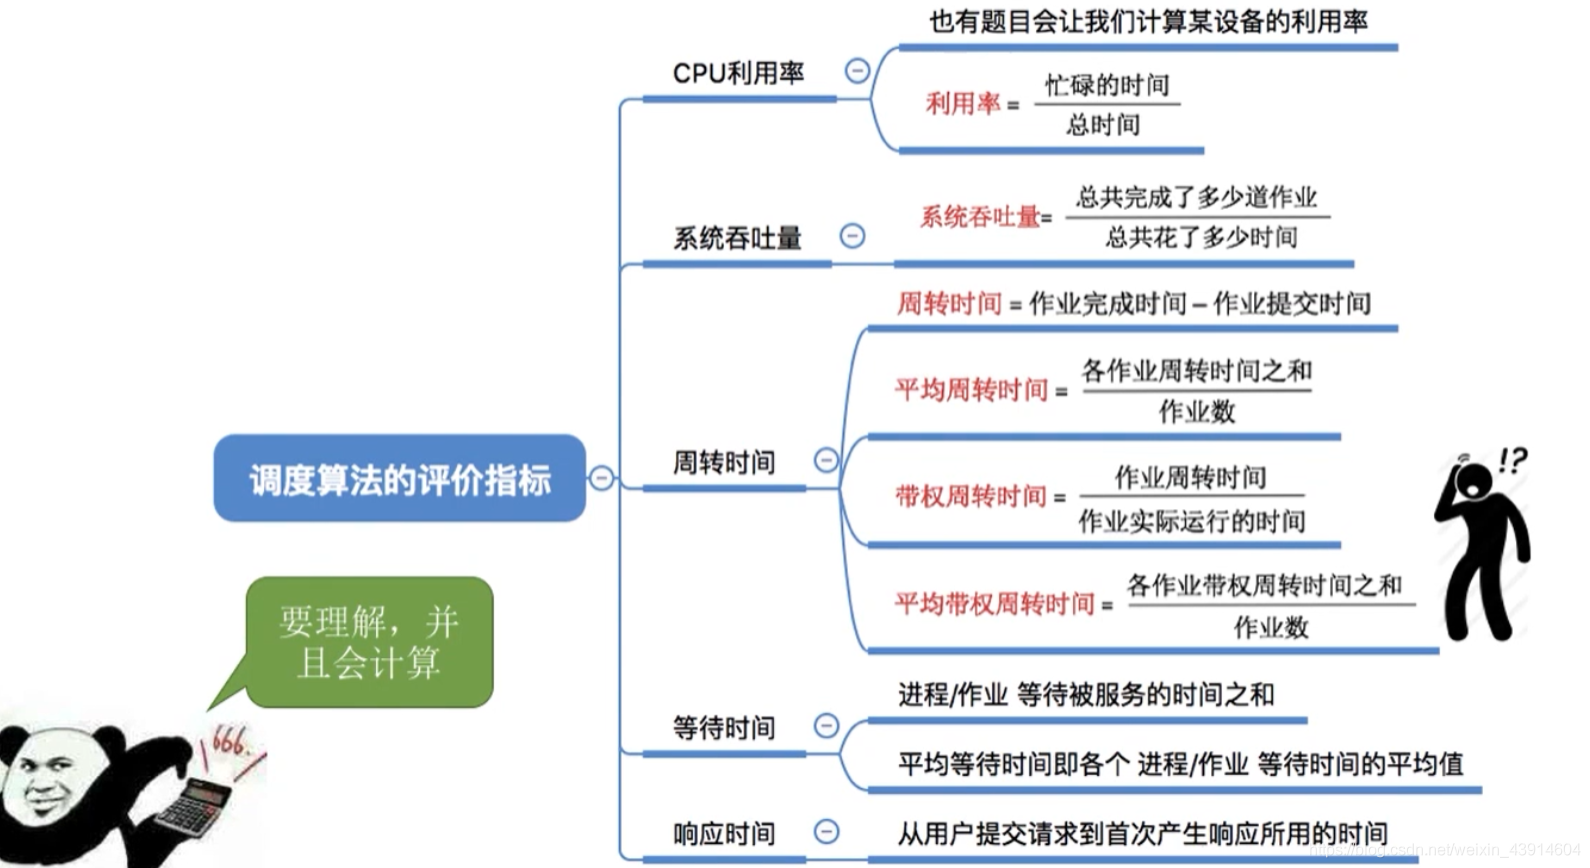 也有题目会让我们计算某设备的利用率
CPU利用率
利用率 = 忙碌的时间
总时间
系统吞吐量
系统吞吐量= 总共完成了多少道作业
总共花了多少时间
周转时间 = 作业完成时间 – 作业提交时间
平均周转时间 = 各作业周转时间之和
作业数
周转时间
带权周转时间 = 作业周转时间
作业实际运行的时间
平均带权周转时间 = 各作业带权周转时间之和
作业数
调度算法的评价指标
!?
要理解，并
且会计算
666.
进程/作业 等待被服务的时间之和
等待时间
平均等待时间即各个 进程/作业 等待时间的平均值
响应时间
从用户提交请求到首次产生响应所用的时间
https://blog.csdn.net/weixin_43914604